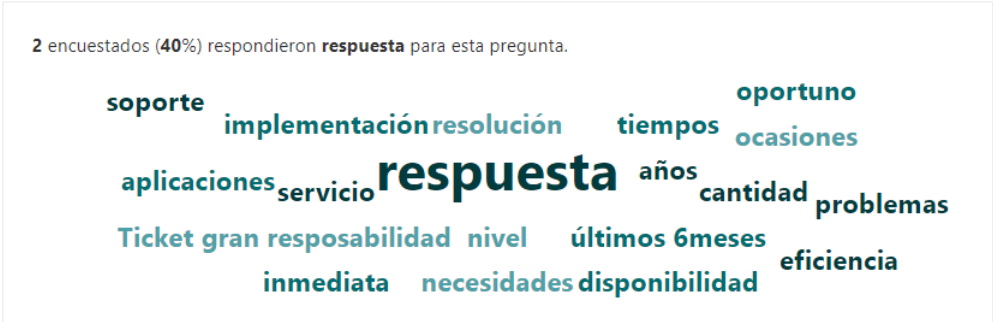 2 encuestados (40%) respondieron respuesta para esta pregunta.
oportuno
soporte
implementación resolución tiempos ocasiones
respuesta años
aplicaciones servicio cantidad problemas
Ticket gran resposabilidad nivel últimos 6meses
eficiencia
inmediata necesidades disponibilidad